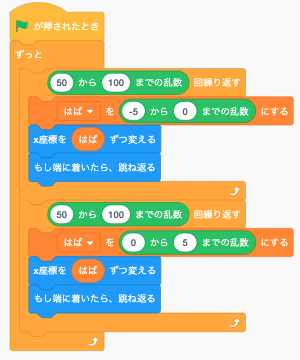 が押されたとき
ずっと
50 から 100 までの乱数 回繰り返す
はば を -5 から 0 までの乱数 にする
x座標を はば ずつ変える
もし端に着いたら、跳ね返る
50 から 100 までの乱数 回繰り返す
はば を 0 から 5 までの乱数 にする
x座標を はば ずつ変える
もし端に着いたら、跳ね返る